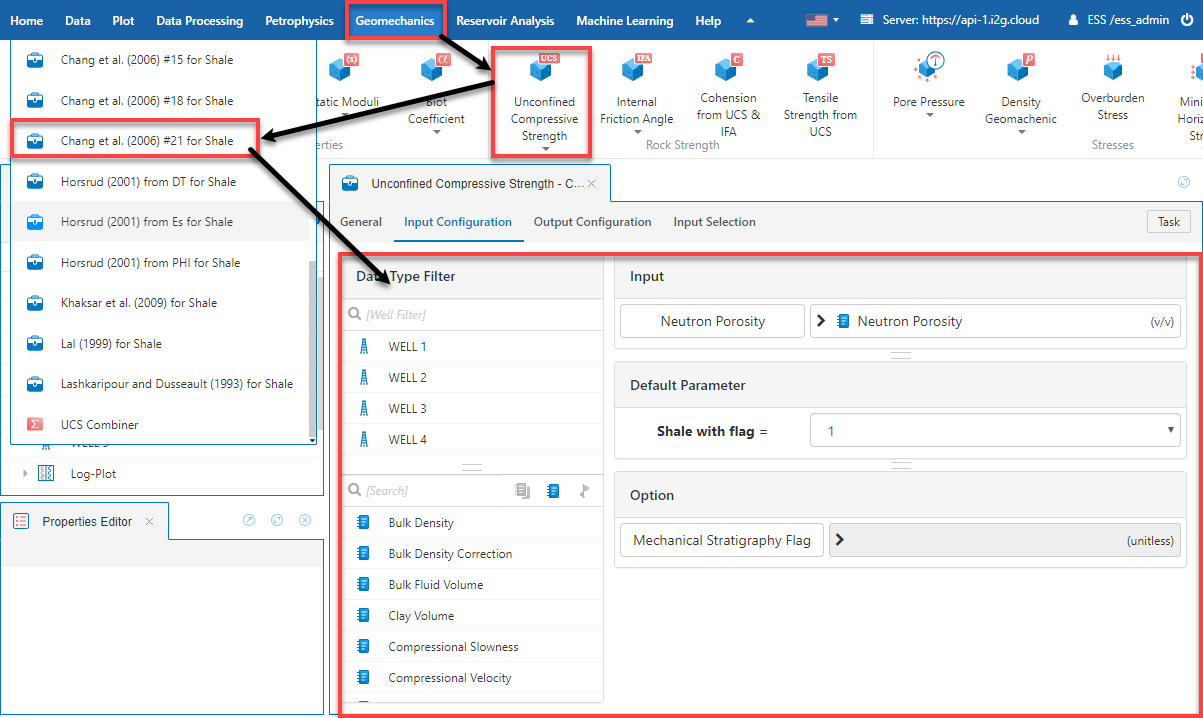 Home Data Plot Data Processing Petrophysics Geomechanics Reservoir Analysis Machine Learning Help Server: https://api-1.i2g.cloud ESS /ess_admin
Chang et al. (2006) #15 for Shale
Chang et al. (2006) #18 for Shale
Chang et al. (2006) #21 for Shale
Horsrud (2001) from DT for Shale
Horsrud (2001) from Es for Shale
Horsrud (2001) from PHI for Shale
Khaksar et al. (2009) for Shale
Lal (1999) for Shale
Lashkaripour and Dusseault (1993) for Shale
UCS Combiner
Log-Plot
Properties Editor
(x)
tatic Moduli
α
Biot
Coefficient
UCS
Unconfined
Compressive
Strength
IFA
Internal
Friction Angle
C
Cohension
from UCS &
IFA
TS
Tensile
Strength from
UCS
Pore Pressure
ρ
Density
Geomachenic
Overburden
Stress
Mini
Horiz
Str
erties
Rock Strength
Stresses
Unconfined Compressive Strength - C...
General Input Configuration Output Configuration Input Selection Task
Data Type Filter
[Well Filter]
WELL 1
WELL 2
WELL 3
WELL 4
[Search]
Bulk Density
Bulk Density Correction
Bulk Fluid Volume
Clay Volume
Compressional Slowness
Compressional Velocity
Input
Neutron Porosity Neutron Porosity (v/v)
Default Parameter
Shale with flag = 1
Option
Mechanical Stratigraphy Flag (unitless)